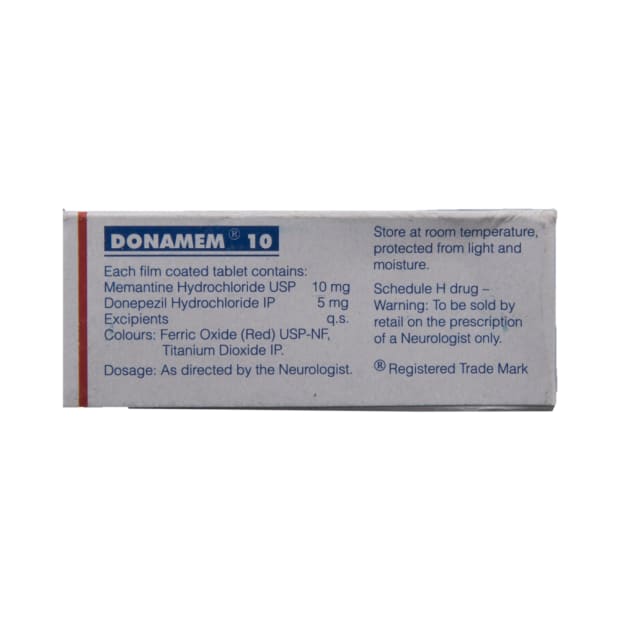 DONAMEM® 10
Each film coated tablet contains:
Memantine Hydrochloride USP 10 mg
Donepezil Hydrochloride IP 5 mg
Excipients q.s.
Colours: Ferric Oxide (Red) USP-NF,
Titanium Dioxide IP.
Dosage: As directed by the Neurologist.
Store at room temperature,
protected from light and
moisture.
Schedule H drug –
Warning: To be sold by
retail on the prescription
of a Neurologist only.
® Registered Trade Mark